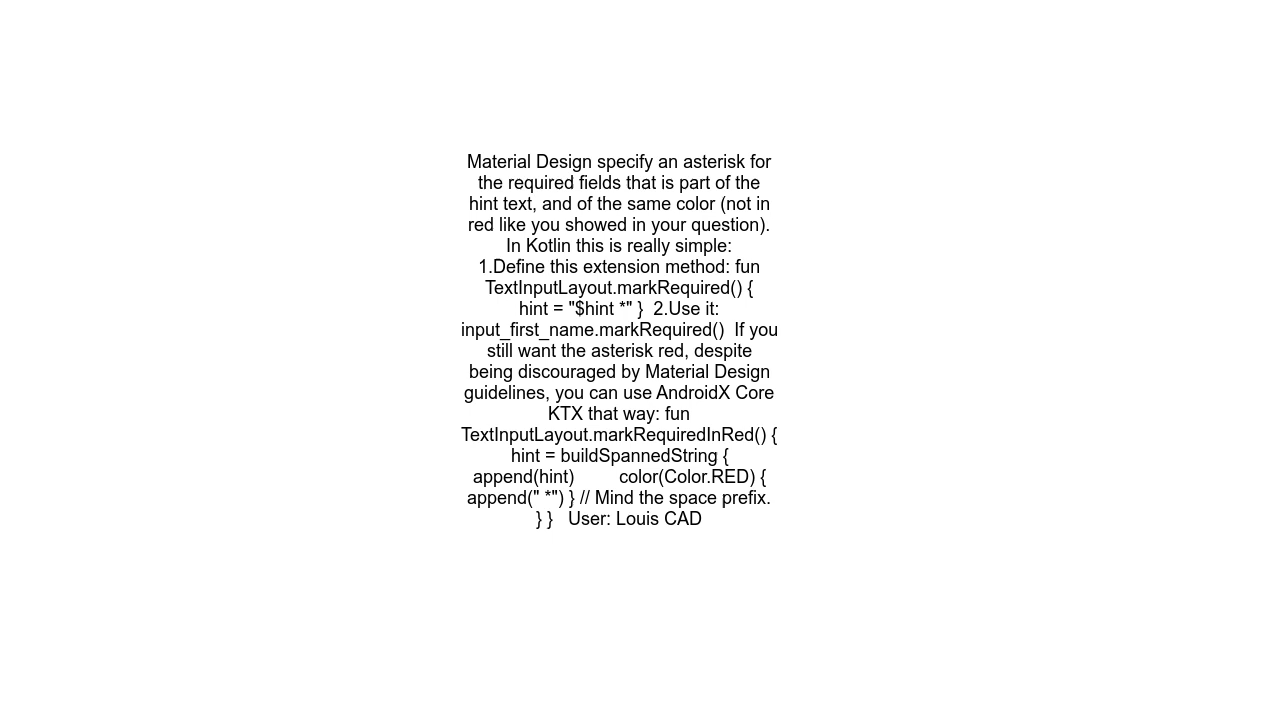 Material Design specify an asterisk for
the required fields that is part of the
hint text, and of the same color (not in
red like you showed in your question).
In Kotlin this is really simple:
1.Define this extension method: fun
TextInputLayout.markRequired() {
hint = "$hint *" }  2.Use it:
input_first_name.markRequired()  If you
still want the asterisk red, despite
being discouraged by Material Design
guidelines, you can use AndroidX Core
KTX that way: fun
TextInputLayout.markRequiredInRed() {
hint = buildSpannedString {
append(hint)         color(Color.RED) {
append(" *") } // Mind the space prefix.
} }   User: Louis CAD